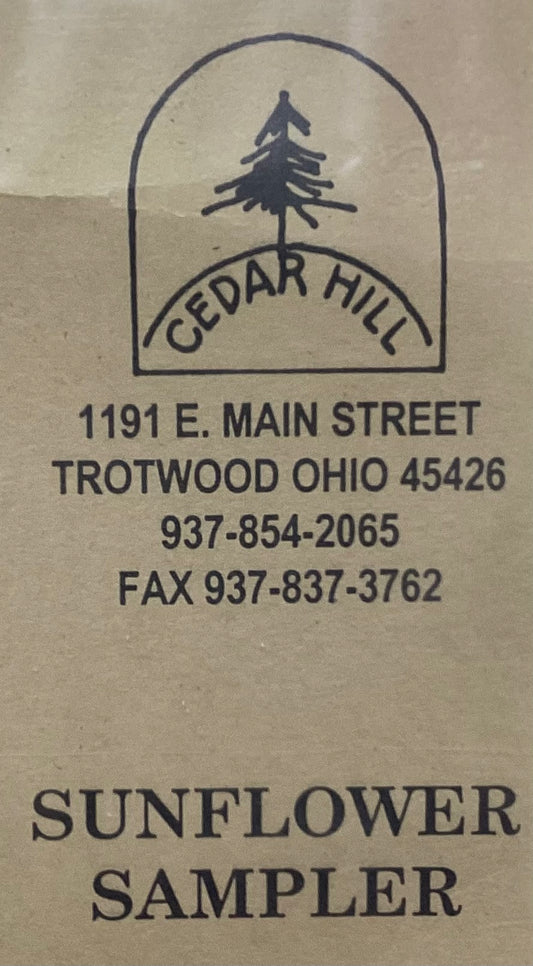 CEDAR HILL
1191 E. MAIN STREET
TROTWOOD OHIO 45426
937-854-2065
FAX 937-837-3762
SUNFLOWER
SAMPLER